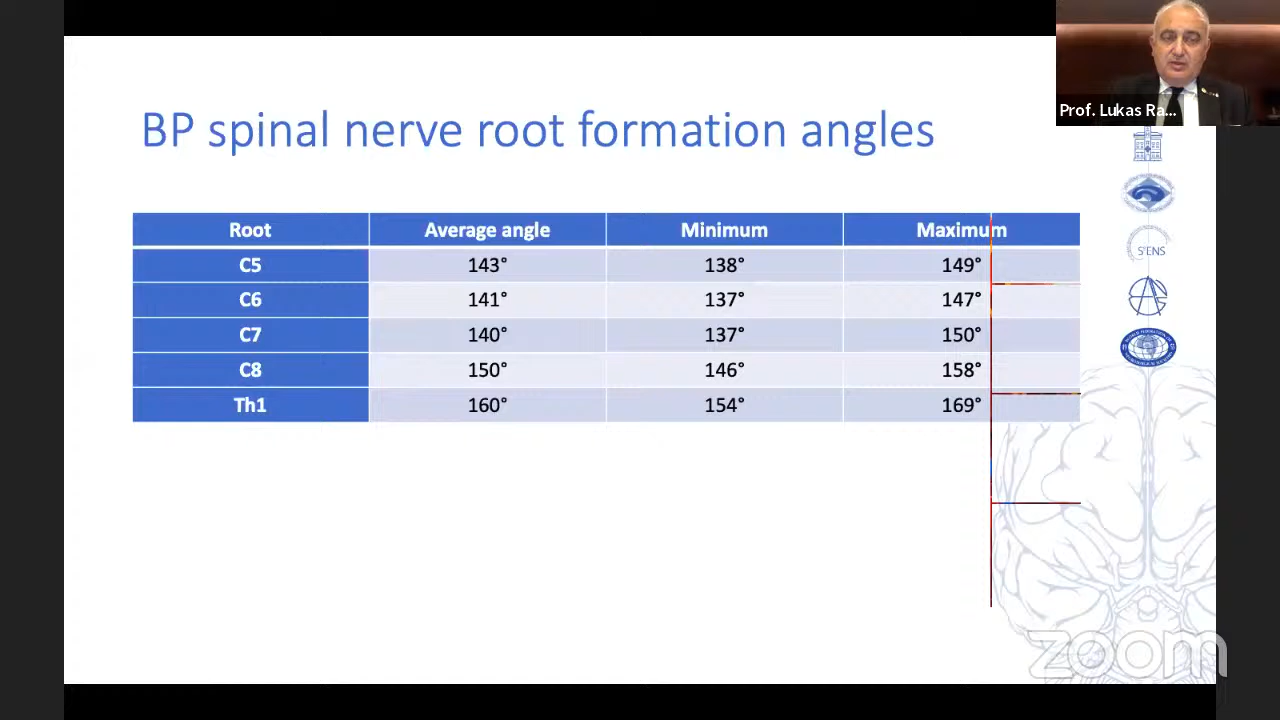 Prof. Lukas Ra...
BP spinal nerve root formation angles
Root Average angle Minimum Maximum
C5 143° 138° 149°
C6 141° 137° 147°
C7 140° 137° 150°
C8 150° 146° 158°
Th1 160° 154° 169°
SENS
zoom